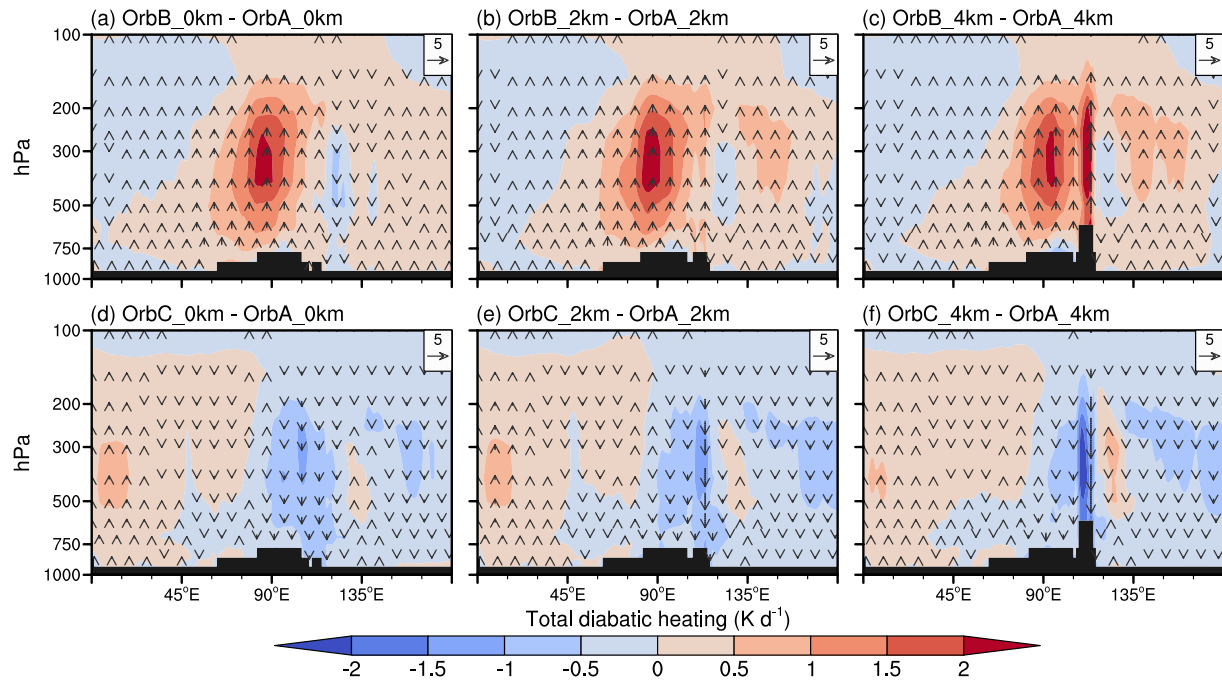 (a) OrbB_0km - OrbA_0km
(b) OrbB_2km - OrbA_2km
(c) OrbB_4km - OrbA_4km
100
200
300
500
750
1000
hPa
5
5
5
(d) OrbC_0km - OrbA_0km
(e) OrbC_2km - OrbA_2km
(f) OrbC_4km - OrbA_4km
100
200
300
500
750
1000
hPa
5
5
5
45°E 90°E 135°E
45°E 90°E 135°E
45°E 90°E 135°E
Total diabatic heating (K d⁻¹)
-2 -1.5 -1 -0.5 0 0.5 1 1.5 2